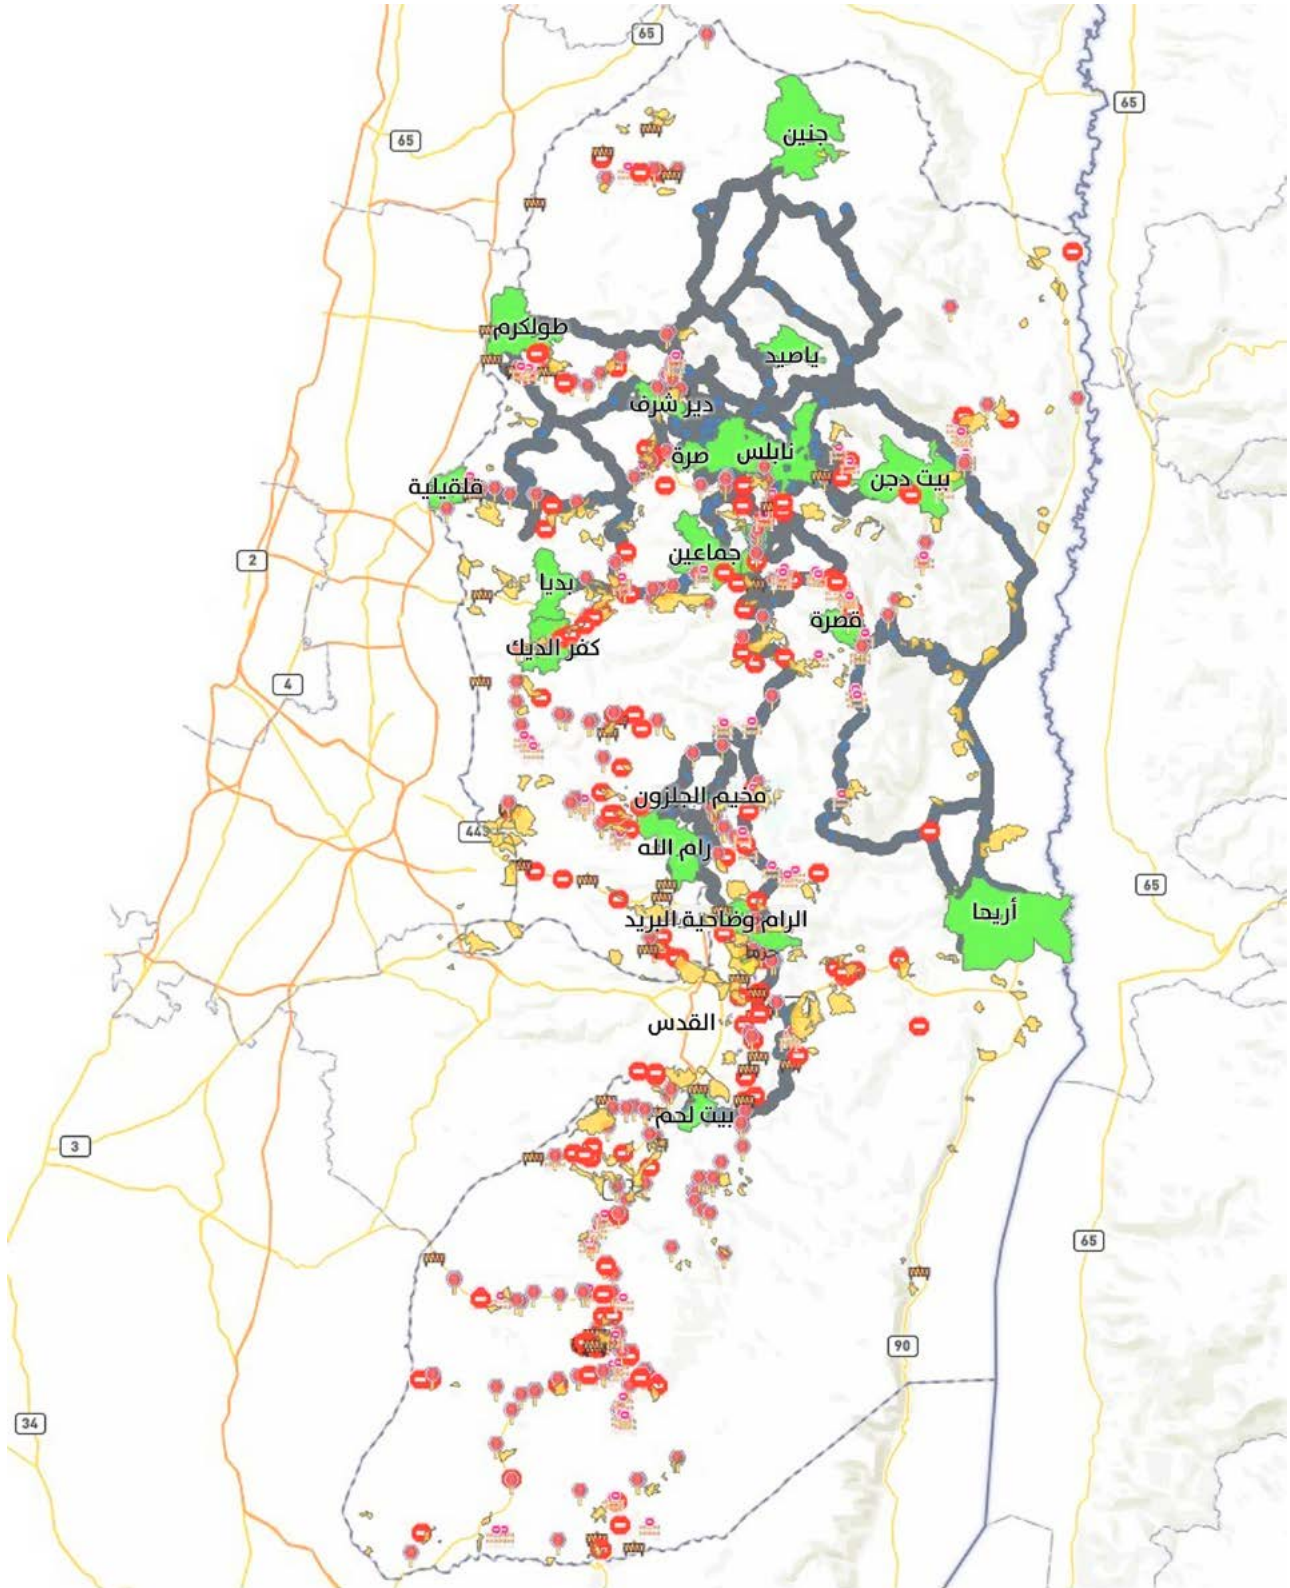 65
جنين
65
65
طولكرم
ياصيد
دير شرف
نابلس
صرة
بيت دجن
قلقيلية
جماعين
2
بديا
قصرة
كفر الديك
4
مخيم الجلزون
443
رام الله
65
أريحا
الرام وضاحية البريد
حزما
القدس
بيت لحم
3
65
90
34